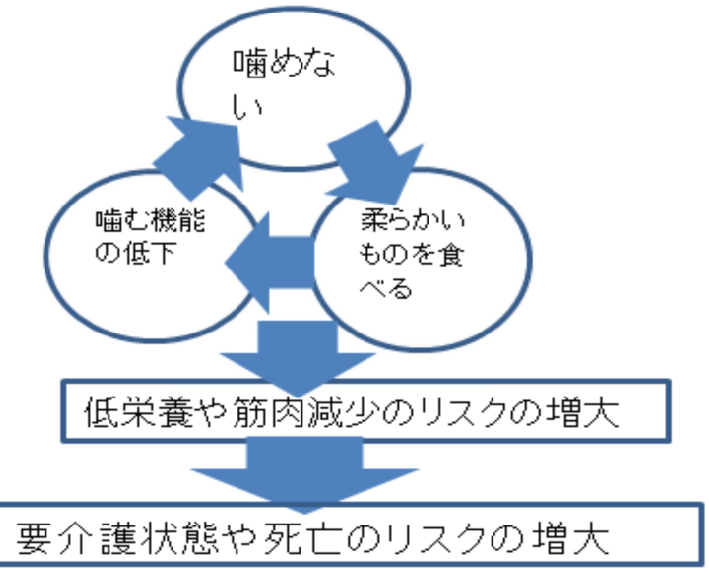 噛めな
い
噛む機能
の低下
柔らかい
ものを食
べる
低栄養や筋肉減少のリスクの増大
要介護状態や死亡のリスクの増大